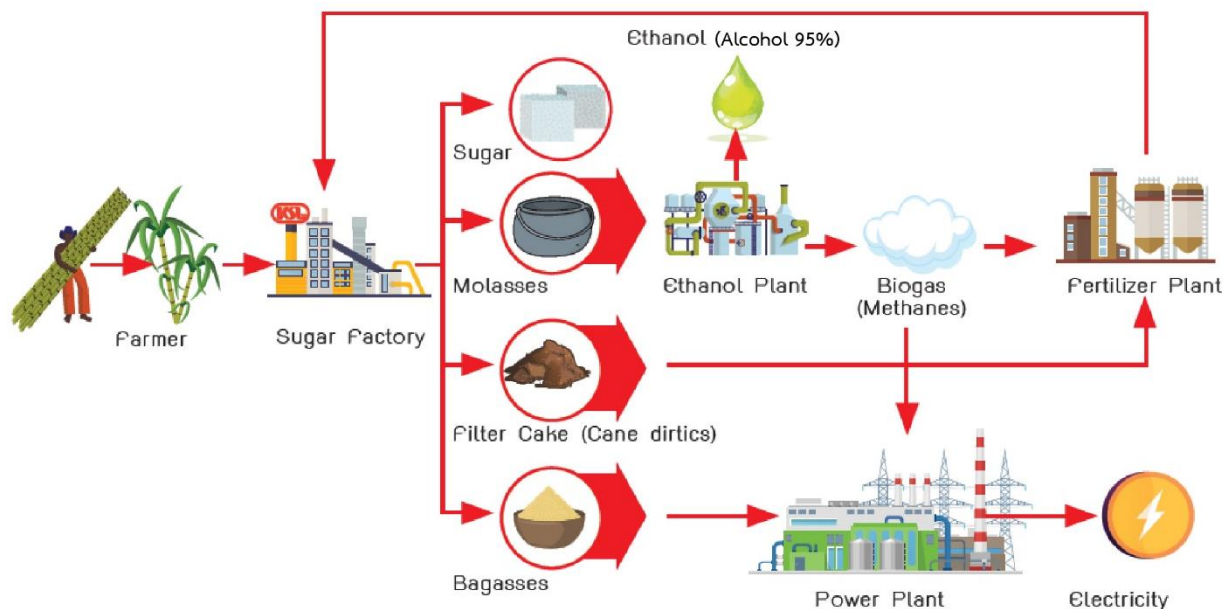 Ethanol (Alcohol 95%)
Sugar
KSL
Molasses
Ethanol Plant
Biogas
(Methanes)
Fertilizer Plant
Farmer
Sugar Factory
Filter Cake (Cane dirtics)
Bagasses
Power Plant
Electricity